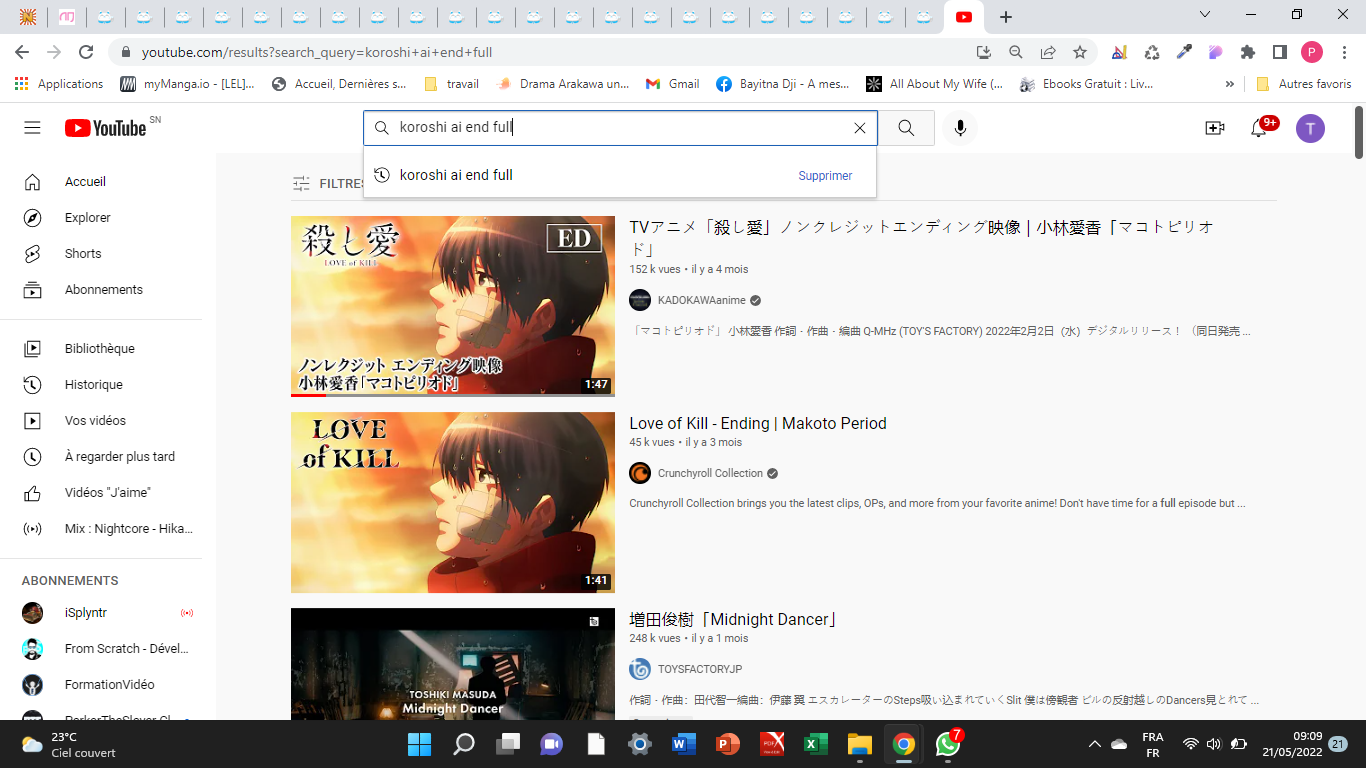 youtube.com/results?search_query=koroshi+ai+end+full
P
Applications
myManga.io - [LEL]...
Accueil, Dernières s...
travail
Drama Arakawa un...
Gmail
Bayitna Dji - A mes...
All About My Wife (...
Ebooks Gratuit : Liv...
»
Autres favoris
YouTube SN
koroshi ai end full
9+
T
koroshi ai end full
Supprimer
Accueil
Explorer
Shorts
Abonnements
Bibliothèque
Historique
Vos vidéos
À regarder plus tard
Vidéos "J'aime"
Mix : Nightcore - Hika...
ABONNEMENTS
iSplyntr
From Scratch - Dével...
FormationVidéo
FILTRES
殺し愛
LOVE of KILL
ED
ノンレクジット エンディング映像
小林愛香「マコトピリオド」
1:47
TVアニメ「殺し愛」ノンクレジットエンディング映像 | 小林愛香「マコトピリオ
ド」
152 k vues • il y a 4 mois
KADOKAWAanime
「マコトピリオド」 小林愛香 作詞・作曲・編曲 Q-MHz (TOY'S FACTORY) 2022年2月2日（水）デジタルリリース！ （同日発売 ...
LOVE
of KILL
1:41
Love of Kill - Ending | Makoto Period
45 k vues • il y a 3 mois
Crunchyroll Collection
Crunchyroll Collection brings you the latest clips, OPs, and more from your favorite anime! Don't have time for a full episode but ...
TOSHIKI MASUDA
Midnight Dancer
増田俊樹「Midnight Dancer」
248 k vues • il y a 1 mois
TOYSFACTORYJP
作詞・作曲：田代智一編曲：伊藤 翼 エスカレーターのSteps吸い込まれていくSlit 僕は傍観者 ビルの反射越しのDancers見とれて ...
23°C
Ciel couvert
7
FRA
FR
09:09
21/05/2022
21